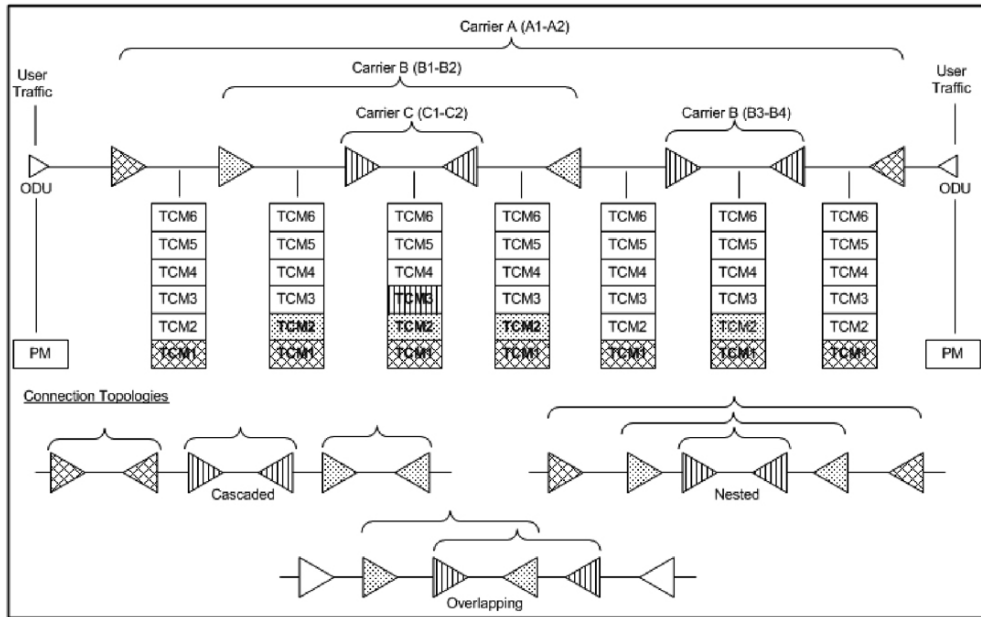 Carrier A (A1-A2)
User
Traffic
Carrier B (B1-B2)
User
Traffic
Carrier C (C1-C2)
Carrier B (B3-B4)
ODU
ODU
TCM6 TCM6 TCM6 TCM6 TCM6 TCM6 TCM6
TCM5 TCM5 TCM5 TCM5 TCM5 TCM5 TCM5
TCM4 TCM4 TCM4 TCM4 TCM4 TCM4 TCM4
TCM3 TCM3 TCM3 TCM3 TCM3 TCM3 TCM3
TCM2 TCM2 TCM2 TCM2 TCM2 TCM2 TCM2
PM TCM1 TCM1 TCM1 TCM1 TCM1 TCM1 TCM1 PM
Connection Topologies
Cascaded
Nested
Overlapping